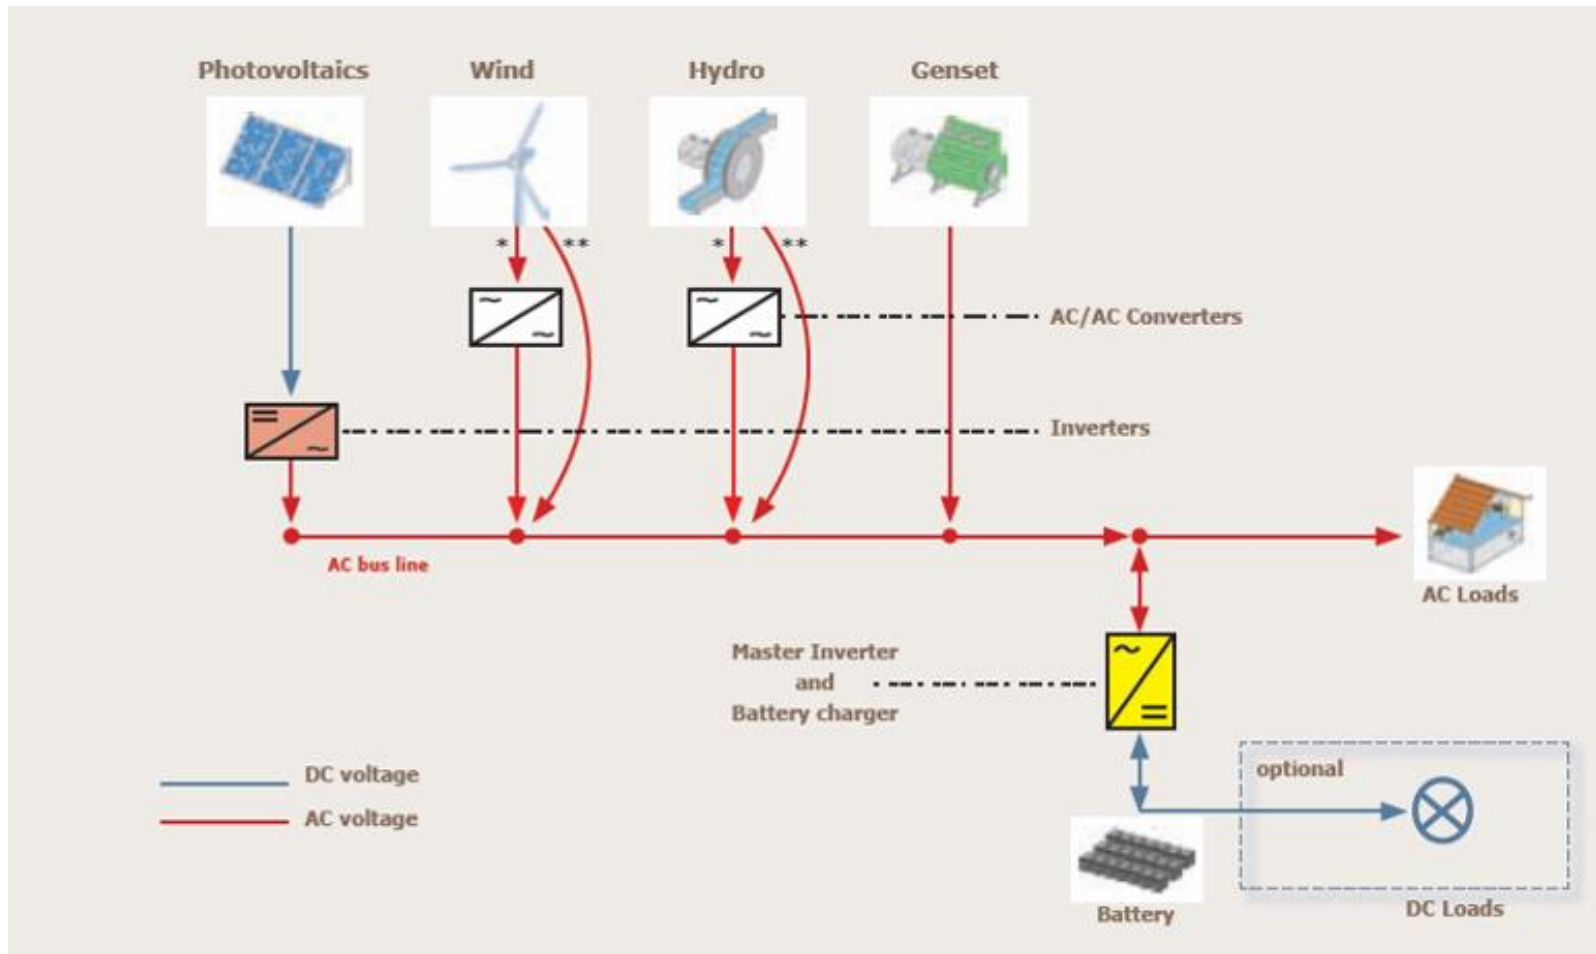 Photovoltaics
Wind
Hydro
Genset
*
**
*
**
AC/AC Converters
Inverters
AC bus line
AC Loads
Master Inverter
and
Battery charger
DC voltage
AC voltage
optional
Battery
DC Loads